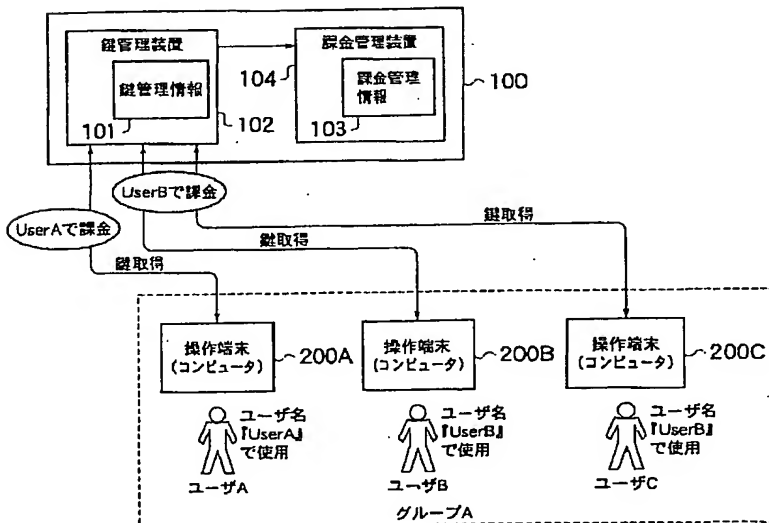 鍵管理装置
鍵管理情報
101
102
課金管理装置
104
課金管理
情報
103
100
UserAで課金
UserBで課金
鍵取得
鍵取得
鍵取得
操作端末
(コンピュータ)
200A
操作端末
(コンピュータ)
200B
操作端末
(コンピュータ)
200C
ユーザ名
『UserA』
で使用
ユーザA
ユーザ名
『UserB』
で使用
ユーザB
ユーザ名
『UserB』
で使用
ユーザC
グループA